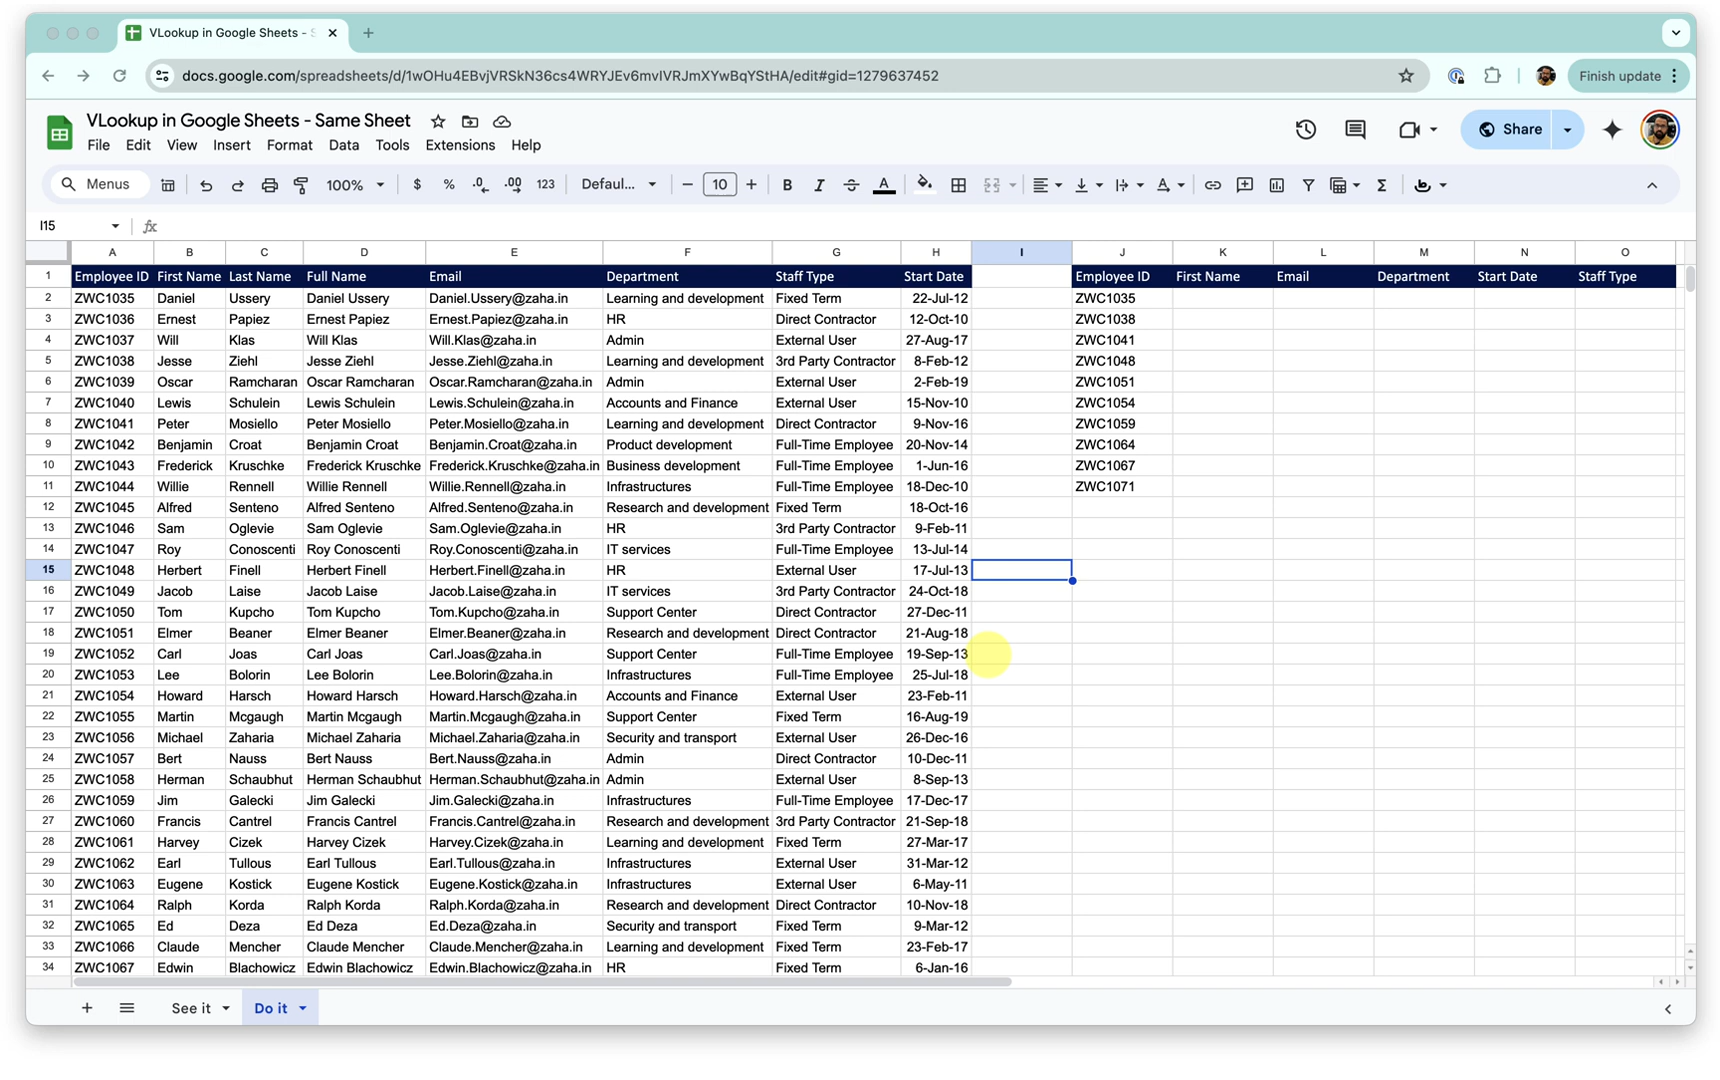 VLookup in Google Sheets -
docs.google.com/spreadsheets/d/1wOHu4EBvjVRSkN36cs4WRYJEv6mvIVRJmXYwBqYStHA/edit#gid=1279637452
Finish update
VLookup in Google Sheets - Same Sheet
File Edit View Insert Format Data Tools Extensions Help
Share
Menus 100% $ % .0 .00 123 Defaul... 10 B I S A
I15 fx
A B C D E F G H I J K L M N O
1 Employee ID First Name Last Name Full Name Email Department Staff Type Start Date Employee ID First Name Email Department Start Date Staff Type
2 ZWC1035 Daniel Ussery Daniel Ussery Daniel.Ussery@zaha.in Learning and development Fixed Term 22-Jul-12 ZWC1035
3 ZWC1036 Ernest Papiez Ernest Papiez Ernest.Papiez@zaha.in HR Direct Contractor 12-Oct-10 ZWC1038
4 ZWC1037 Will Klas Will Klas Will.Klas@zaha.in Admin External User 27-Aug-17 ZWC1041
5 ZWC1038 Jesse Ziehl Jesse Ziehl Jesse.Ziehl@zaha.in Learning and development 3rd Party Contractor 8-Feb-12 ZWC1048
6 ZWC1039 Oscar Ramcharan Oscar Ramcharan Oscar.Ramcharan@zaha.in Admin External User 2-Feb-19 ZWC1051
7 ZWC1040 Lewis Schulein Lewis Schulein Lewis.Schulein@zaha.in Accounts and Finance External User 15-Nov-10 ZWC1054
8 ZWC1041 Peter Mosiello Peter Mosiello Peter.Mosiello@zaha.in Learning and development Direct Contractor 9-Nov-16 ZWC1059
9 ZWC1042 Benjamin Croat Benjamin Croat Benjamin.Croat@zaha.in Product development Full-Time Employee 20-Nov-14 ZWC1064
10 ZWC1043 Frederick Kruschke Frederick Kruschke Frederick.Kruschke@zaha.in Business development Full-Time Employee 1-Jun-16 ZWC1067
11 ZWC1044 Willie Rennell Willie Rennell Willie.Rennell@zaha.in Infrastructures Full-Time Employee 18-Dec-10 ZWC1071
12 ZWC1045 Alfred Senteno Alfred Senteno Alfred.Senteno@zaha.in Research and development Fixed Term 18-Oct-16
13 ZWC1046 Sam Oglevie Sam Oglevie Sam.Oglevie@zaha.in HR 3rd Party Contractor 9-Feb-11
14 ZWC1047 Roy Conoscenti Roy Conoscenti Roy.Conoscenti@zaha.in IT services Full-Time Employee 13-Jul-14
15 ZWC1048 Herbert Finell Herbert Finell Herbert.Finell@zaha.in HR External User 17-Jul-13
16 ZWC1049 Jacob Laise Jacob Laise Jacob.Laise@zaha.in IT services 3rd Party Contractor 24-Oct-18
17 ZWC1050 Tom Kupcho Tom Kupcho Tom.Kupcho@zaha.in Support Center Direct Contractor 27-Dec-11
18 ZWC1051 Elmer Beaner Elmer Beaner Elmer.Beaner@zaha.in Research and development Direct Contractor 21-Aug-18
19 ZWC1052 Carl Joas Carl Joas Carl.Joas@zaha.in Support Center Full-Time Employee 19-Sep-13
20 ZWC1053 Lee Bolorin Lee Bolorin Lee.Bolorin@zaha.in Infrastructures Full-Time Employee 25-Jul-18
21 ZWC1054 Howard Harsch Howard Harsch Howard.Harsch@zaha.in Accounts and Finance External User 23-Feb-11
22 ZWC1055 Martin Mcgaugh Martin Mcgaugh Martin.Mcgaugh@zaha.in Support Center Fixed Term 16-Aug-19
23 ZWC1056 Michael Zaharia Michael Zaharia Michael.Zaharia@zaha.in Security and transport External User 26-Dec-16
24 ZWC1057 Bert Nauss Bert Nauss Bert.Nauss@zaha.in Admin Direct Contractor 10-Dec-11
25 ZWC1058 Herman Schaubhut Herman Schaubhut Herman.Schaubhut@zaha.in Admin External User 8-Sep-13
26 ZWC1059 Jim Galecki Jim Galecki Jim.Galecki@zaha.in Infrastructures Full-Time Employee 17-Dec-17
27 ZWC1060 Francis Cantrel Francis Cantrel Francis.Cantrel@zaha.in Research and development 3rd Party Contractor 21-Sep-18
28 ZWC1061 Harvey Cizek Harvey Cizek Harvey.Cizek@zaha.in Learning and development Fixed Term 27-Mar-17
29 ZWC1062 Earl Tullous Earl Tullous Earl.Tullous@zaha.in Infrastructures External User 31-Mar-12
30 ZWC1063 Eugene Kostick Eugene Kostick Eugene.Kostick@zaha.in Infrastructures External User 6-May-11
31 ZWC1064 Ralph Korda Ralph Korda Ralph.Korda@zaha.in Research and development Direct Contractor 10-Nov-18
32 ZWC1065 Ed Deza Ed Deza Ed.Deza@zaha.in Security and transport Fixed Term 9-Mar-12
33 ZWC1066 Claude Mencher Claude Mencher Claude.Mencher@zaha.in Learning and development Fixed Term 23-Feb-17
34 ZWC1067 Edwin Blachowicz Edwin Blachowicz Edwin.Blachowicz@zaha.in HR Fixed Term 6-Jan-16
See it Do it